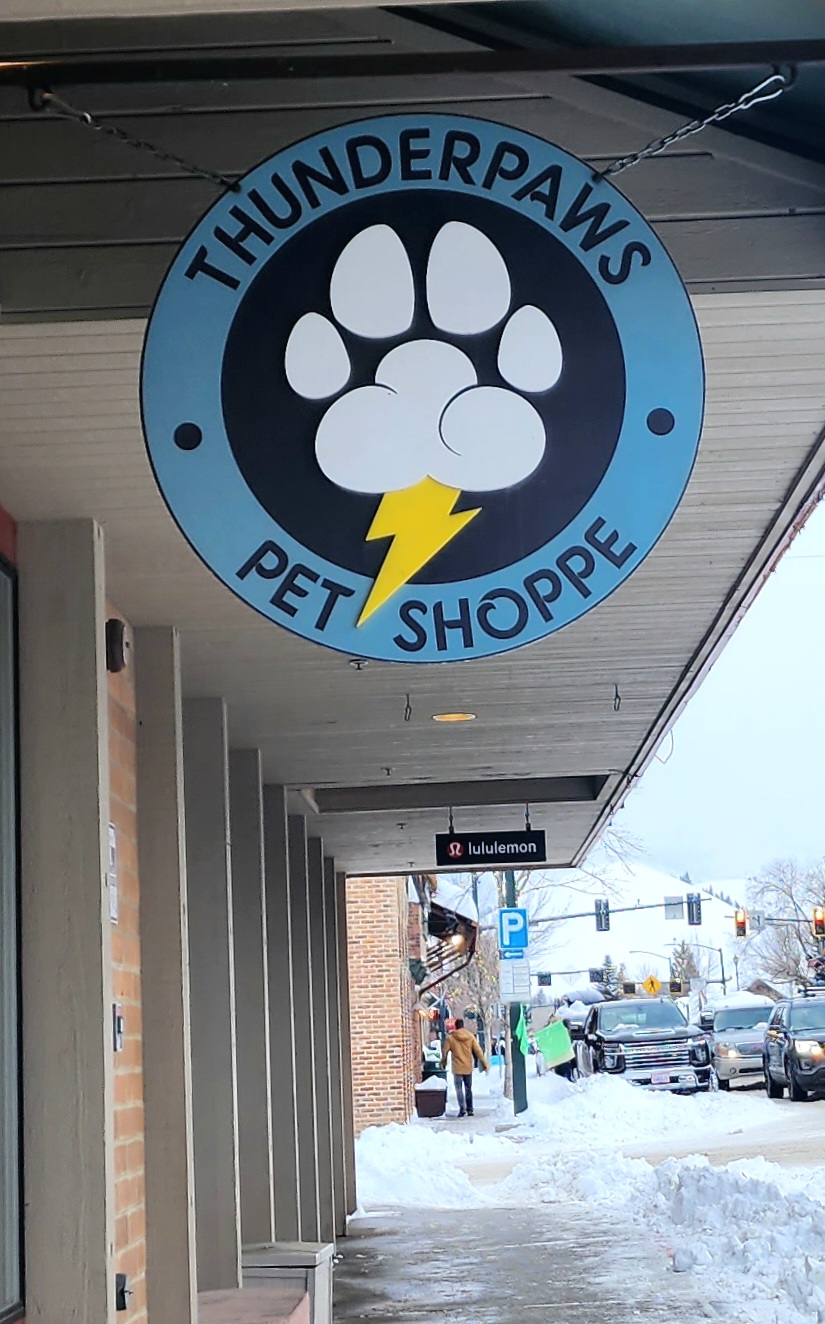 THUNDERPAWS
PET SHOPPE
lululemon
P